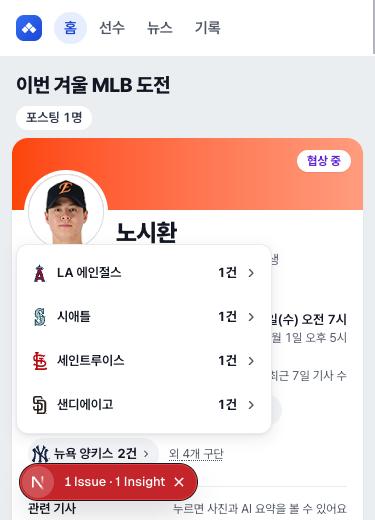 홈 선수 뉴스 기록
이번 겨울 MLB 도전
포스팅 1명
협상 중
노시환
생
LA 에인절스 1건
시애틀 1건
일(수) 오전 7시
월 1일 오후 5시
세인트루이스 1건
최근 7일 기사 수
샌디에이고 1건
뉴욕 양키스 2건
외 4개 구단
N 1 Issue · 1 Insight
관련 기사 누르면 사진과 AI 요약을 볼 수 있어요